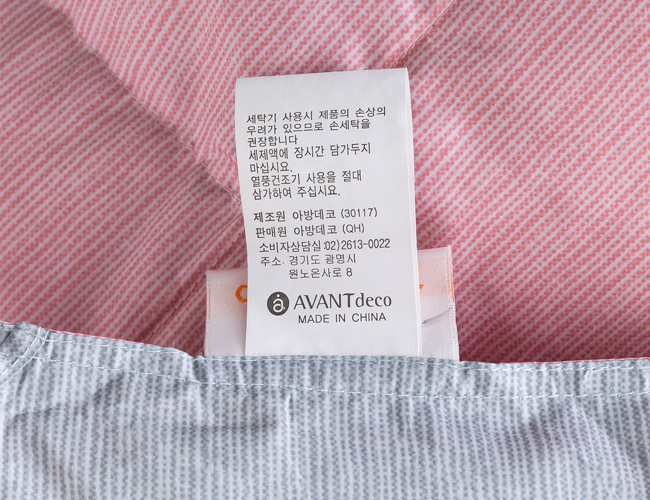 세탁기 사용시 제품의 손상의
우려가 있으므로 손세탁을
권장합니다
세제액에 장시간 담가두지
마십시요.
열풍건조기 사용을 절대
삼가하여 주십시요.
제조원 아방데코 (30117)
판매원 아방데코 (QH)
소비자상담실:02)2613-0022
주소. 경기도 광명시
원노온사로 8
AVANTdeco
MADE IN CHINA